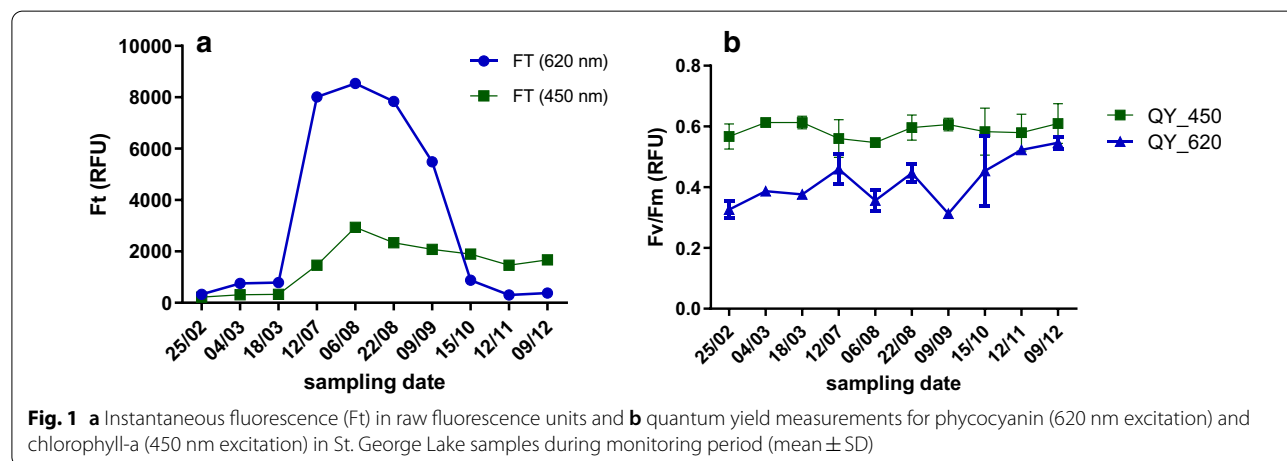 a
10000
8000
6000
4000
2000
0
Ft (RFU)
FT (620 nm)
FT (450 nm)
25/02 04/03 18/03 12/07 06/08 22/08 09/09 15/10 12/11 09/12
sampling date
b
0.8
0.6
0.4
0.2
0.0
Fv/Fm (RFU)
QY_450
QY_620
25/02 04/03 18/03 12/07 06/08 22/08 09/09 15/10 12/11 09/12
sampling date
Fig. 1 a Instantaneous fluorescence (Ft) in raw fluorescence units and b quantum yield measurements for phycocyanin (620 nm excitation) and
chlorophyll-a (450 nm excitation) in St. George Lake samples during monitoring period (mean ± SD)